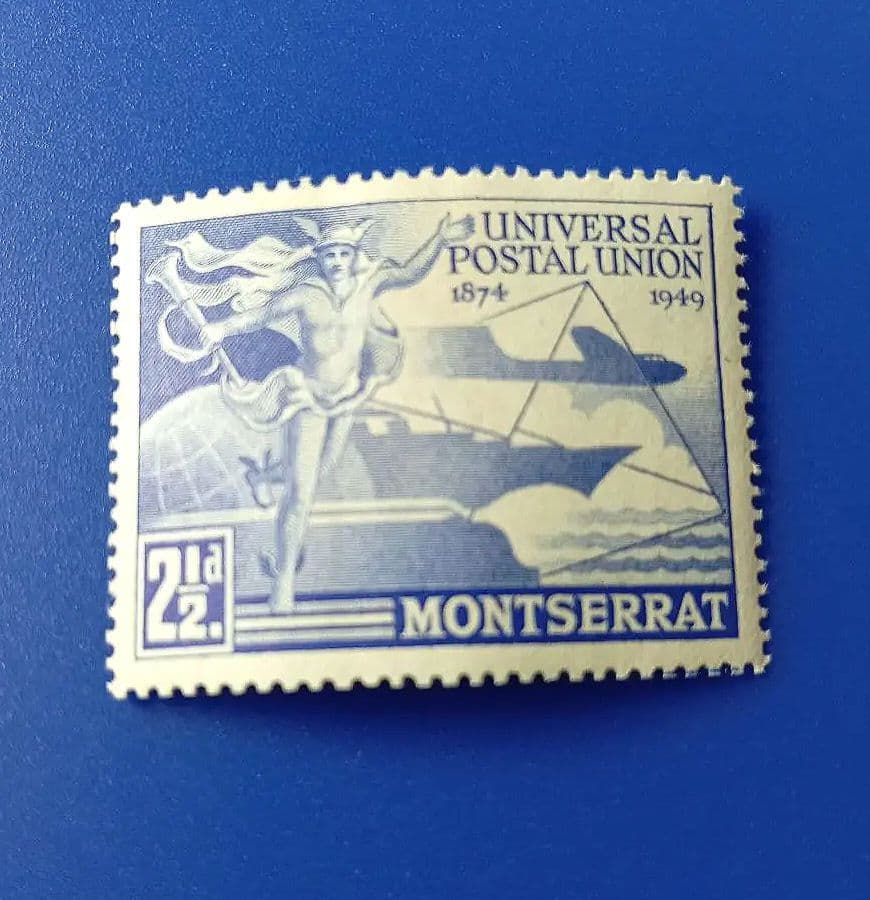 UNIVERSAL
POSTAL UNION
1874 1949
2½d.
MONTSERRAT